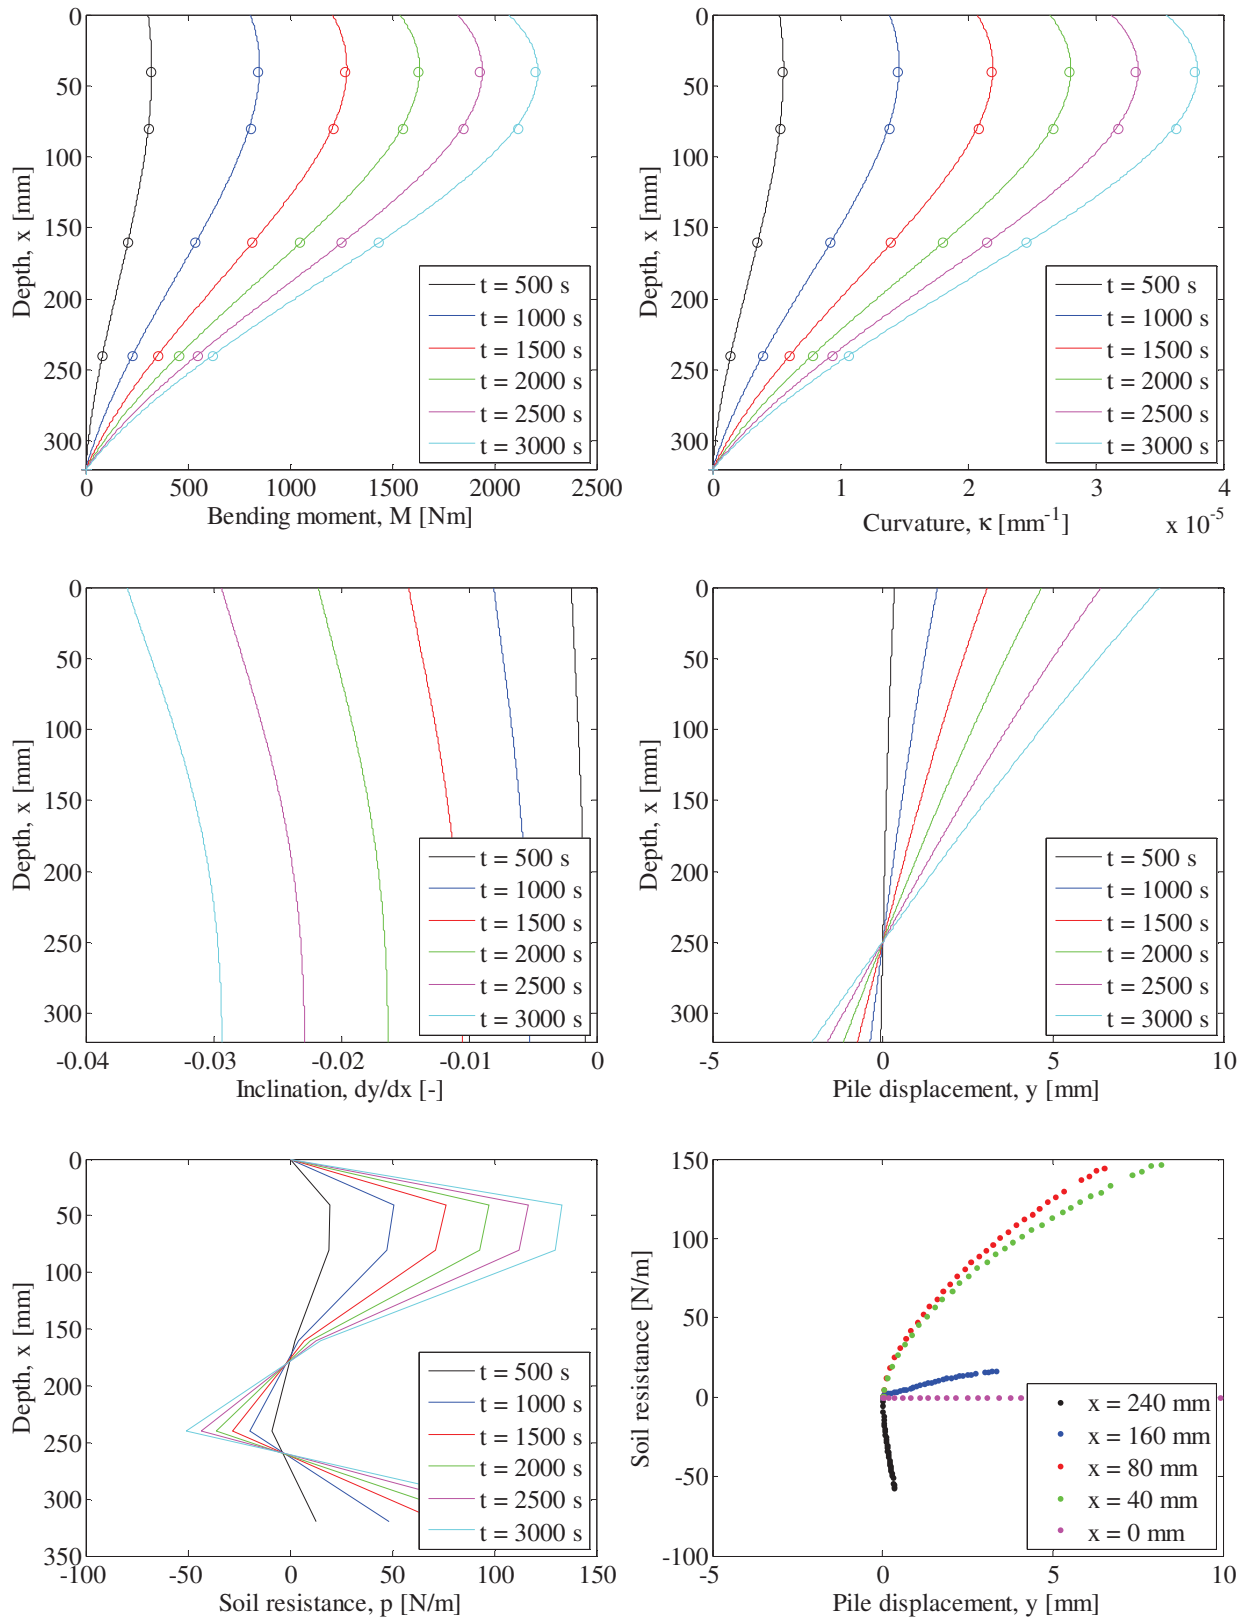 0
50
100
150
200
250
300
Depth, x [mm]
0 500 1000 1500 2000 2500
Bending moment, M [Nm]
t = 500 s
t = 1000 s
t = 1500 s
t = 2000 s
t = 2500 s
t = 3000 s
0
50
100
150
200
250
300
Depth, x [mm]
0 1 2 3 4
x 10⁻⁵
Curvature, κ [mm⁻¹]
t = 500 s
t = 1000 s
t = 1500 s
t = 2000 s
t = 2500 s
t = 3000 s
0
50
100
150
200
250
300
Depth, x [mm]
-0.04 -0.03 -0.02 -0.01 0
Inclination, dy/dx [-]
t = 500 s
t = 1000 s
t = 1500 s
t = 2000 s
t = 2500 s
t = 3000 s
0
50
100
150
200
250
300
Depth, x [mm]
-5 0 5 10
Pile displacement, y [mm]
t = 500 s
t = 1000 s
t = 1500 s
t = 2000 s
t = 2500 s
t = 3000 s
0
50
100
150
200
250
300
350
Depth, x [mm]
-100 -50 0 50 100 150
Soil resistance, p [N/m]
t = 500 s
t = 1000 s
t = 1500 s
t = 2000 s
t = 2500 s
t = 3000 s
150
100
50
0
-50
-100
Soil resistance [N/m]
-5 0 5 10
Pile displacement, y [mm]
x = 240 mm
x = 160 mm
x = 80 mm
x = 40 mm
x = 0 mm